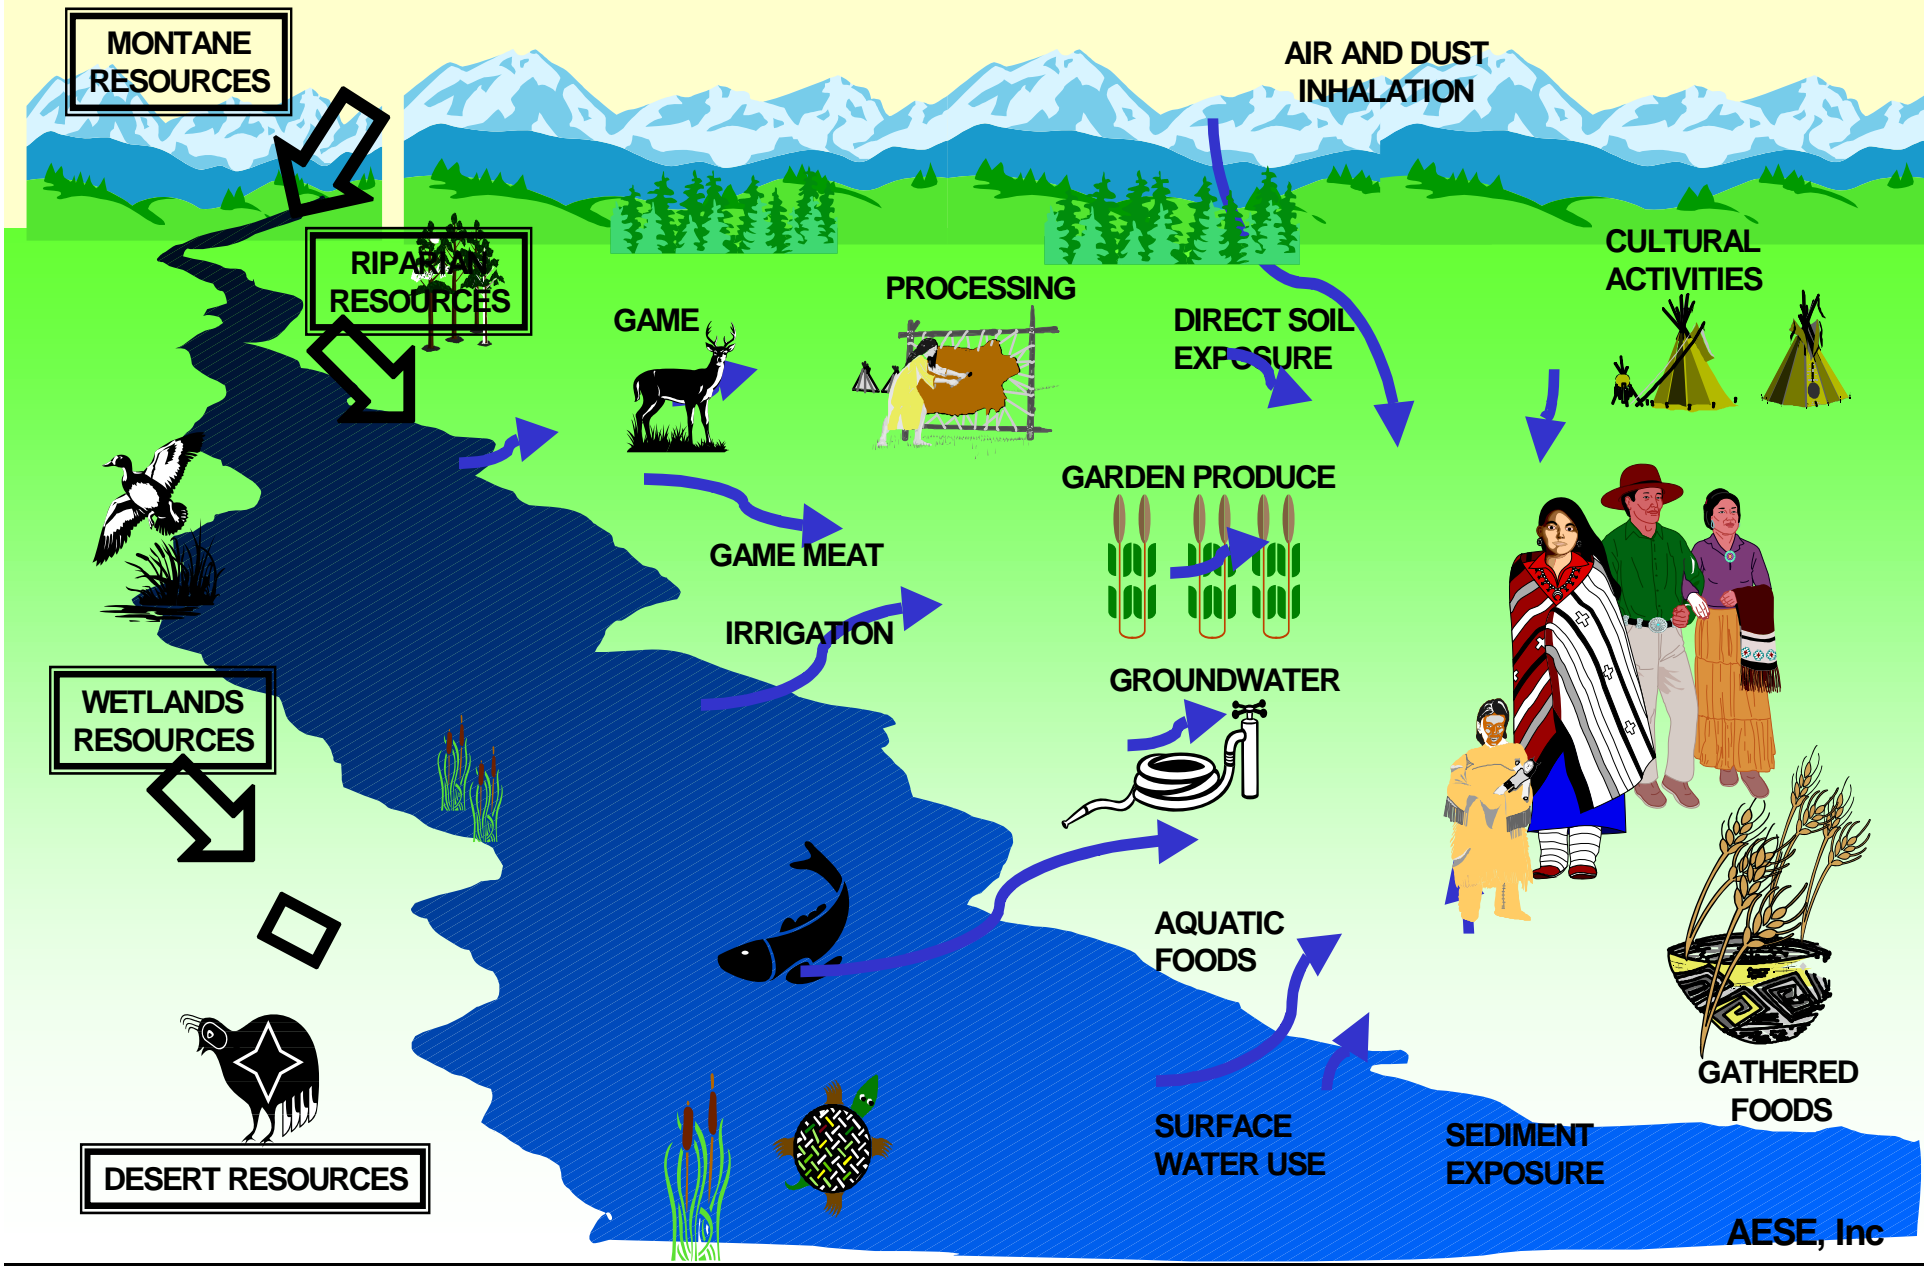 MONTANE
RESOURCES
AIR AND DUST
INHALATION
RIPARIAN
RESOURCES
CULTURAL
ACTIVITIES
PROCESSING
GAME
DIRECT SOIL
EXPOSURE
GARDEN PRODUCE
GAME MEAT
IRRIGATION
GROUNDWATER
WETLANDS
RESOURCES
AQUATIC
FOODS
GATHERED
FOODS
SURFACE
WATER USE
SEDIMENT
EXPOSURE
DESERT RESOURCES
AESE, Inc